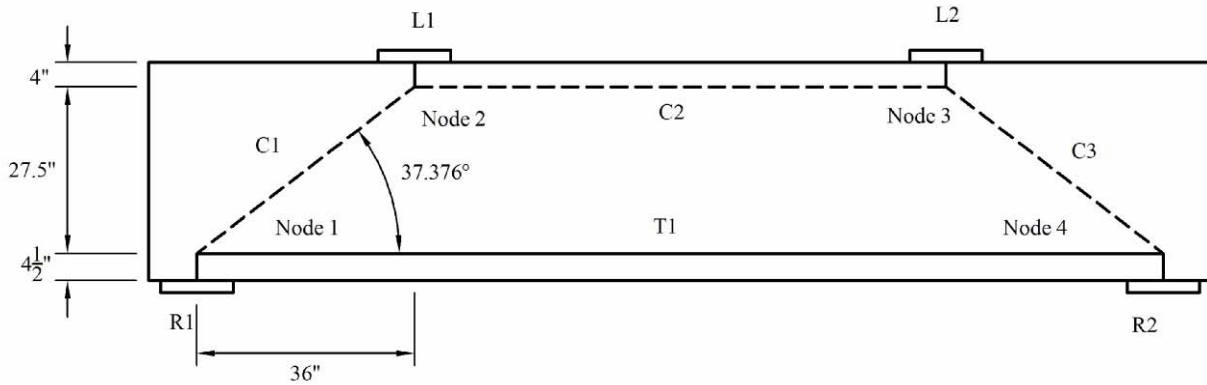 L1
L2
4"
Node 2
C2
Node 3
C1
C3
27.5"
37.376°
Node 1
T1
Node 4
4½"
R1
R2
36"